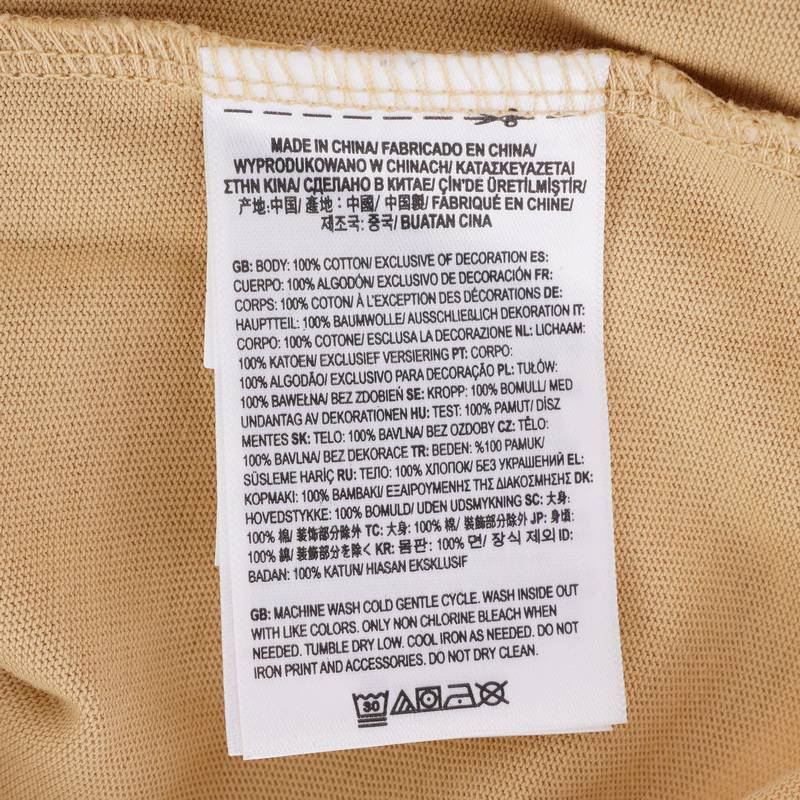 MADE IN CHINA/ FABRICADO EN CHINA/
WYPRODUKOWANO W CHINACH/ ΚΑΤΑΣΚΕΥΑΖΕΤΑΙ
ΣΤΗΝ ΚΙΝΑ/ СДЕЛАНО В КИТАЕ/ ÇİN'DE ÜRETİLMİŞTİR/
产地:中国/ 產地:中國/ 中国製/ FABRIQUÉ EN CHINE/
제조국: 중국/ BUATAN CINA
GB: BODY: 100% COTTON/ EXCLUSIVE OF DECORATION ES:
CUERPO: 100% ALGODÓN/ EXCLUSIVO DE DECORACIÓN FR:
CORPS: 100% COTON/ À L'EXCEPTION DES DÉCORATIONS DE:
HAUPTTEIL: 100% BAUMWOLLE/ AUSSCHLIEẞLICH DEKORATION IT:
CORPO: 100% COTONE/ ESCLUSA LA DECORAZIONE NL: LICHAAM:
100% KATOEN/ EXCLUSIEF VERSIERING PT: CORPO:
100% ALGODÃO/ EXCLUSIVO PARA DECORAÇÃO PL: TUŁÓW:
100% BAWEŁNA/ BEZ ZDOBIEŃ SE: KROPP: 100% BOMULL/ MED
UNDANTAG AV DEKORATIONEN HU: TEST: 100% PAMUT/ DÍSZ
MENTES SK: TELO: 100% BAVLNA/ BEZ OZDOBY CZ: TĚLO:
100% BAVLNA/ BEZ DEKORACE TR: BEDEN: %100 PAMUK/
SÜSLEME HARİÇ RU: ТЕЛО: 100% ХЛОПОК/ БЕЗ УКРАШЕНИЙ EL:
ΚΟΡΜΑΚΙ: 100% ΒΑΜΒΑΚΙ/ ΕΞΑΙΡΟΥΜΕΝΗΣ ΤΗΣ ΔΙΑΚΟΣΜΗΣΗΣ DK:
HOVEDSTYKKE: 100% BOMULD/ UDEN UDSMYKNING SC: 大身:
100% 棉/ 装饰部分除外 TC: 大身: 100% 棉/ 裝飾部分除外 JP: 身頃:
100% 綿/ 装飾部分を除く KR: 몸판: 100% 면/ 장식 제외 ID:
BADAN: 100% KATUN/ HIASAN EKSKLUSIF
GB: MACHINE WASH COLD GENTLE CYCLE. WASH INSIDE OUT
WITH LIKE COLORS. ONLY NON CHLORINE BLEACH WHEN
NEEDED. TUMBLE DRY LOW. COOL IRON AS NEEDED. DO NOT
IRON PRINT AND ACCESSORIES. DO NOT DRY CLEAN.
30